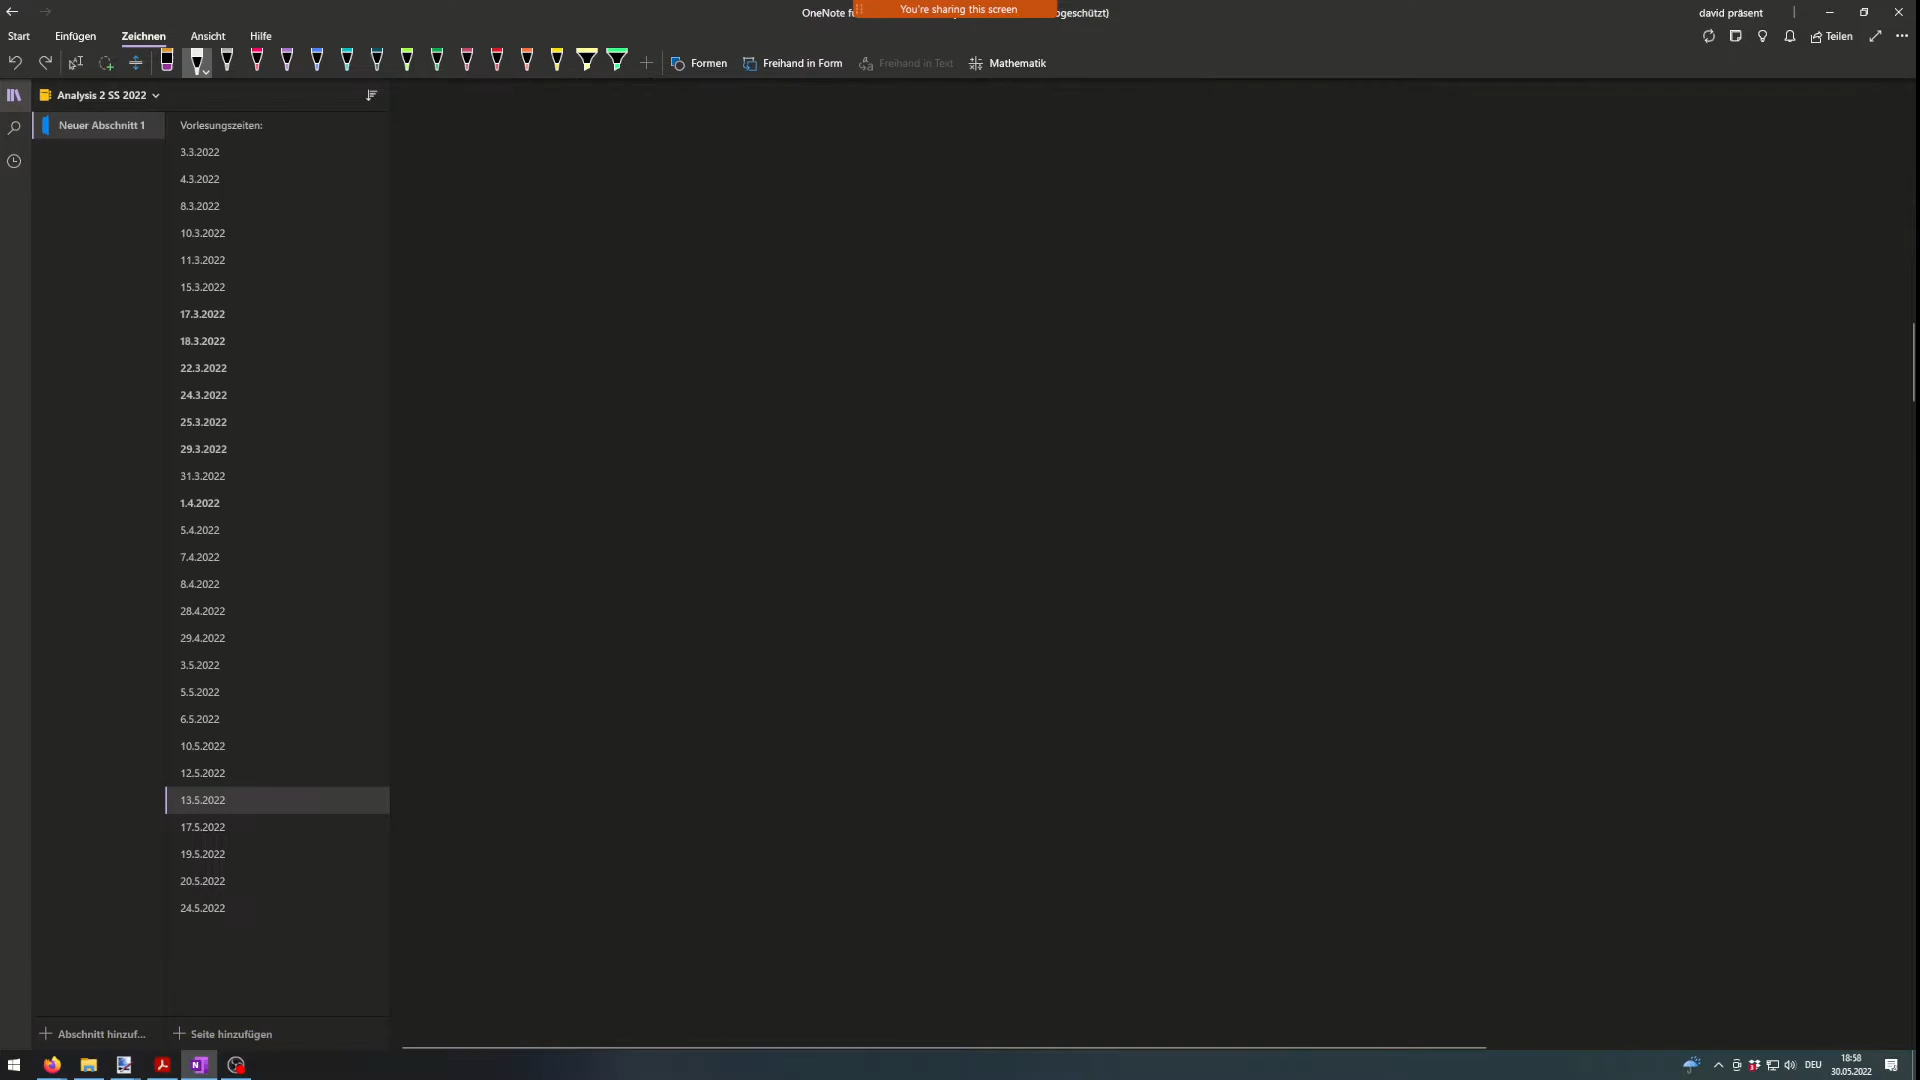 You're sharing this screen
OneNote f
ogeschützt)
david präsent
Start Einfügen Zeichnen Ansicht Hilfe
Teilen
Formen Freihand in Form Freihand in Text Mathematik
Analysis 2 SS 2022
Neuer Abschnitt 1
Vorlesungszeiten:
3.3.2022
4.3.2022
8.3.2022
10.3.2022
11.3.2022
15.3.2022
17.3.2022
18.3.2022
22.3.2022
24.3.2022
25.3.2022
29.3.2022
31.3.2022
1.4.2022
5.4.2022
7.4.2022
8.4.2022
28.4.2022
29.4.2022
3.5.2022
5.5.2022
6.5.2022
10.5.2022
12.5.2022
13.5.2022
17.5.2022
19.5.2022
20.5.2022
24.5.2022
Abschnitt hinzuf... Seite hinzufügen
DEU
18:58
30.05.2022